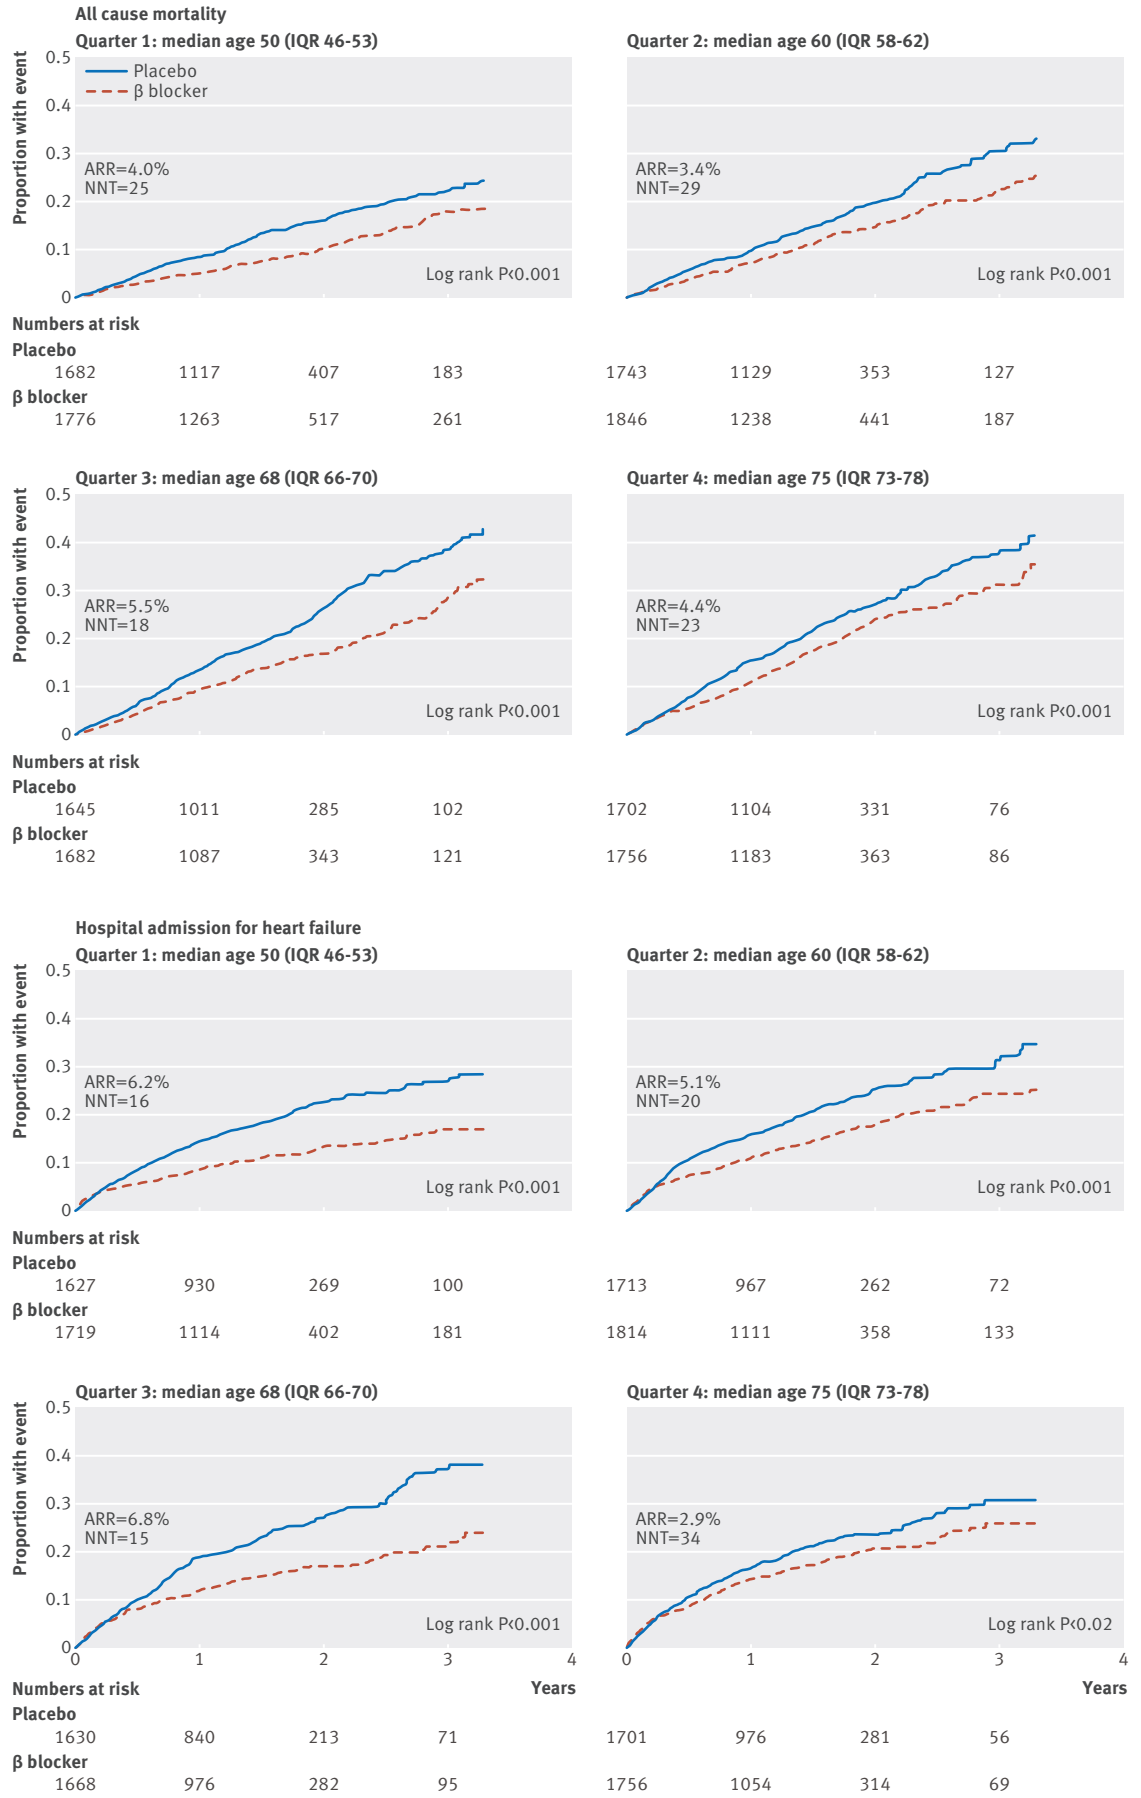 All cause mortality
Quarter 1: median age 50 (IQR 46-53)
Proportion with event
0.5
0.4
0.3
0.2
0.1
0
Placebo
β blocker
ARR=4.0%
NNT=25
Log rank P<0.001
Quarter 2: median age 60 (IQR 58-62)
ARR=3.4%
NNT=29
Log rank P<0.001
Numbers at risk
Placebo
1682 1117 407 183 1743 1129 353 127
β blocker
1776 1263 517 261 1846 1238 441 187
Quarter 3: median age 68 (IQR 66-70)
Proportion with event
0.5
0.4
0.3
0.2
0.1
0
ARR=5.5%
NNT=18
Log rank P<0.001
Quarter 4: median age 75 (IQR 73-78)
ARR=4.4%
NNT=23
Log rank P<0.001
Numbers at risk
Placebo
1645 1011 285 102 1702 1104 331 76
β blocker
1682 1087 343 121 1756 1183 363 86
Hospital admission for heart failure
Quarter 1: median age 50 (IQR 46-53)
Proportion with event
0.5
0.4
0.3
0.2
0.1
0
ARR=6.2%
NNT=16
Log rank P<0.001
Quarter 2: median age 60 (IQR 58-62)
ARR=5.1%
NNT=20
Log rank P<0.001
Numbers at risk
Placebo
1627 930 269 100 1713 967 262 72
β blocker
1719 1114 402 181 1814 1111 358 133
Quarter 3: median age 68 (IQR 66-70)
Proportion with event
0.5
0.4
0.3
0.2
0.1
0
ARR=6.8%
NNT=15
Log rank P<0.001
0 1 2 3 4
Years
Quarter 4: median age 75 (IQR 73-78)
ARR=2.9%
NNT=34
Log rank P<0.02
0 1 2 3 4
Years
Numbers at risk
Placebo
1630 840 213 71 1701 976 281 56
β blocker
1668 976 282 95 1756 1054 314 69